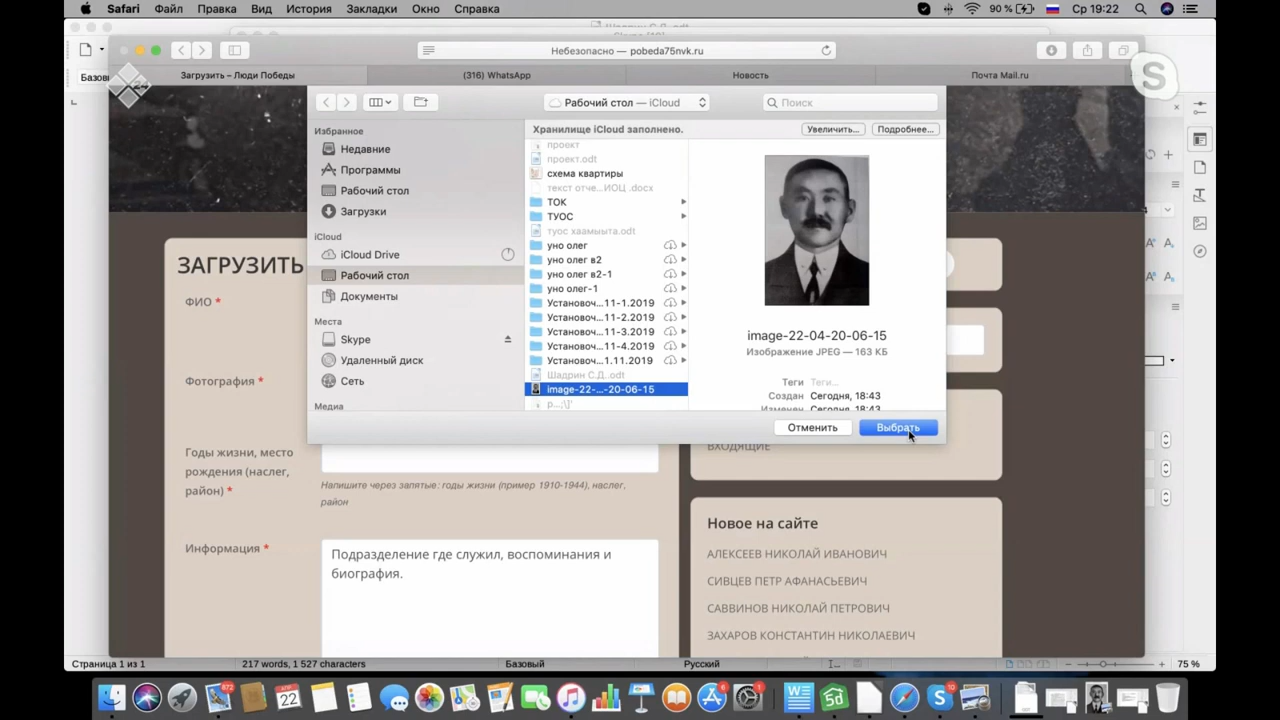 Safari Файл Правка Вид История Закладки Окно Справка 90 % Ср 19:22
Небезопасно — pobeda75nvk.ru
Базовы
Загрузить – Люди Победы (316) WhatsApp Новость Почта Mail.ru
Рабочий стол — iCloud Поиск
Избранное
Недавние
Программы
Рабочий стол
Загрузки
iCloud
iCloud Drive
Рабочий стол
Документы
Места
Skype
Удаленный диск
Сеть
Медиа
Хранилище iCloud заполнено. Увеличить... Подробнее...
проект
проект.odt
схема квартиры
текст отче...ИОЦ .docx
ТОК
ТУОС
туос хаамыыта.odt
уно олег
уно олег в2
уно олег в2-1
уно олег-1
Установоч...11-1.2019
Установоч...11-2.2019
Установоч...11-3.2019
Установоч...11-4.2019
Установоч...1.11.2019
Шадрин С.Д..odt
image-22-...-20-06-15
image-22-04-20-06-15
Изображение JPEG — 163 КБ
Теги Теги...
Создан Сегодня, 18:43
Изменен Сегодня, 18:43
Отменить Выбрать
ЗАГРУЗИТЬ
ФИО *
Фотография *
Годы жизни, место
рождения (наслег,
район) *
Напишите через запятые: годы жизни (пример 1910-1944), наслег,
район
Информация *
Подразделение где служил, воспоминания и
биография.
ВХОДЯЩИЕ
Новое на сайте
АЛЕКСЕЕВ НИКОЛАЙ ИВАНОВИЧ
СИВЦЕВ ПЕТР АФАНАСЬЕВИЧ
САВВИНОВ НИКОЛАЙ ПЕТРОВИЧ
ЗАХАРОВ КОНСТАНТИН НИКОЛАЕВИЧ
Страница 1 из 1 217 words, 1 527 characters Базовый Русский 75 %
АПР
22